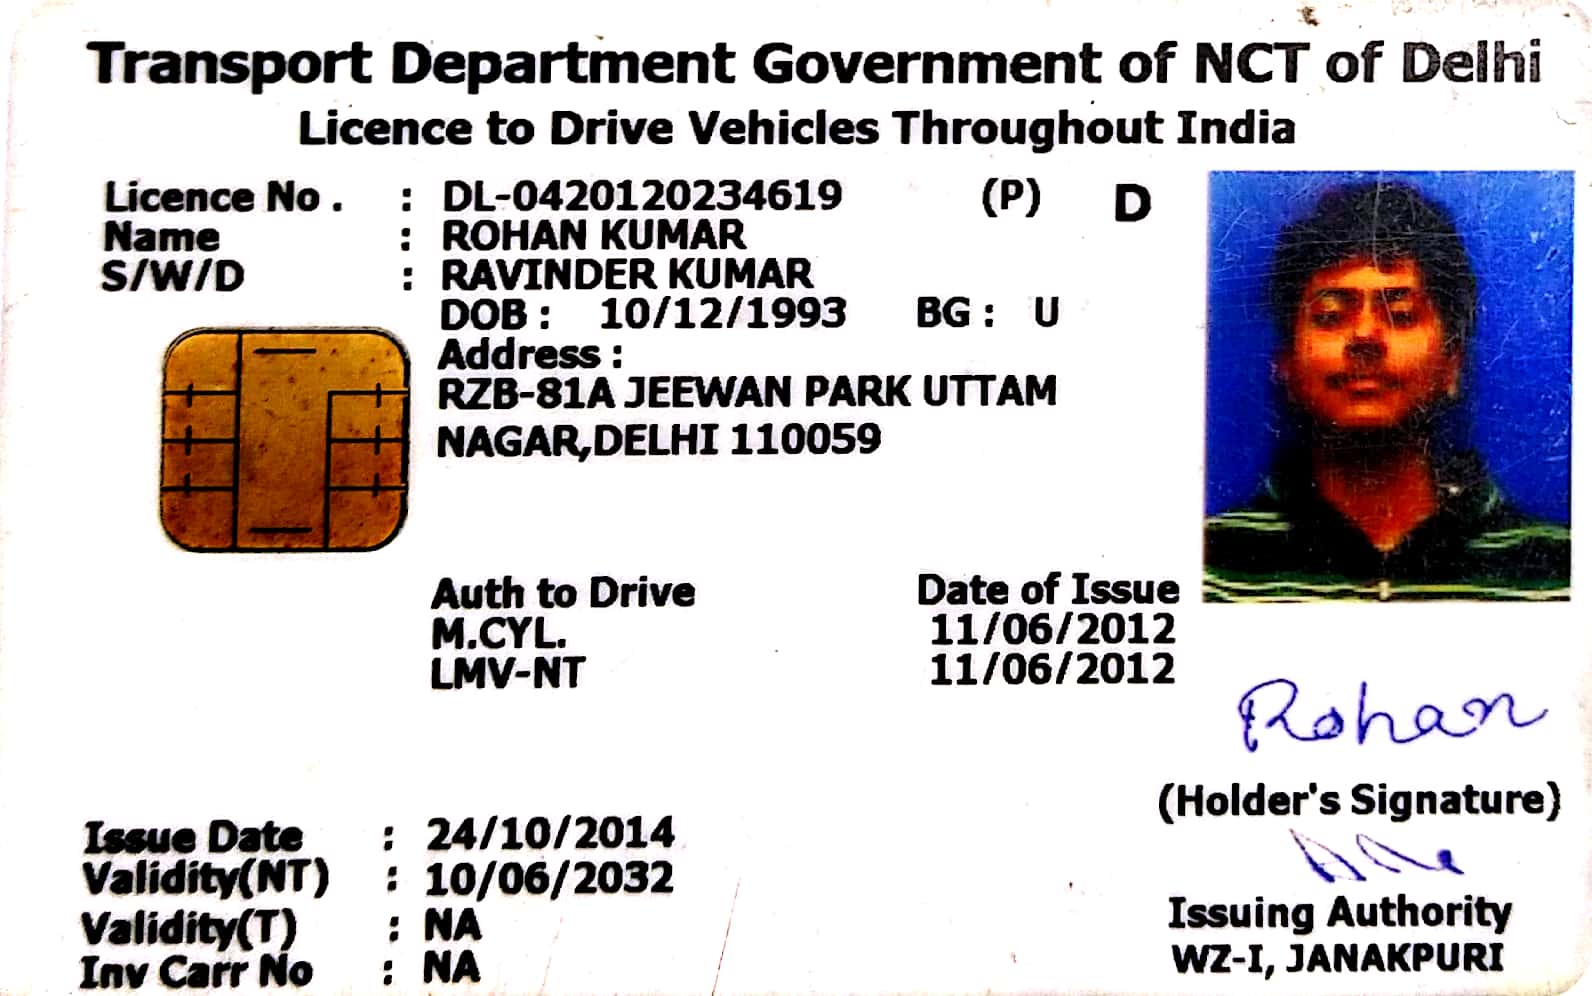 Transport Department Government of NCT of Delhi
Licence to Drive Vehicles Throughout India
Licence No. : DL-0420120234619 (P) D
Name : ROHAN KUMAR
S/W/D : RAVINDER KUMAR
DOB : 10/12/1993 BG : U
Address :
RZB-81A JEEWAN PARK UTTAM
NAGAR,DELHI 110059
Auth to Drive Date of Issue
M.CYL. 11/06/2012
LMV-NT 11/06/2012
Rohan
(Holder's Signature)
Issue Date : 24/10/2014
Validity(NT) : 10/06/2032
Validity(T) : NA
Inv Carr No : NA
Issuing Authority
WZ-I, JANAKPURI